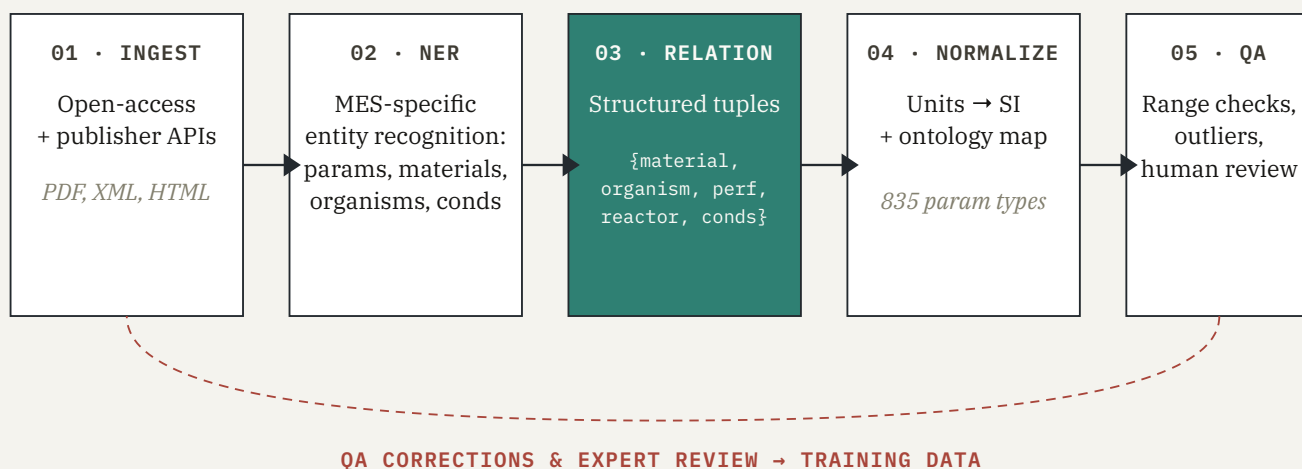 01 · INGEST
Open-access
+ publisher APIs
PDF, XML, HTML
02 · NER
MES-specific
entity recognition:
params, materials,
organisms, conds
03 · RELATION
Structured tuples
{material,
organism, perf,
reactor, conds}
04 · NORMALIZE
Units → SI
+ ontology map
835 param types
05 · QA
Range checks,
outliers,
human review
QA CORRECTIONS & EXPERT REVIEW → TRAINING DATA